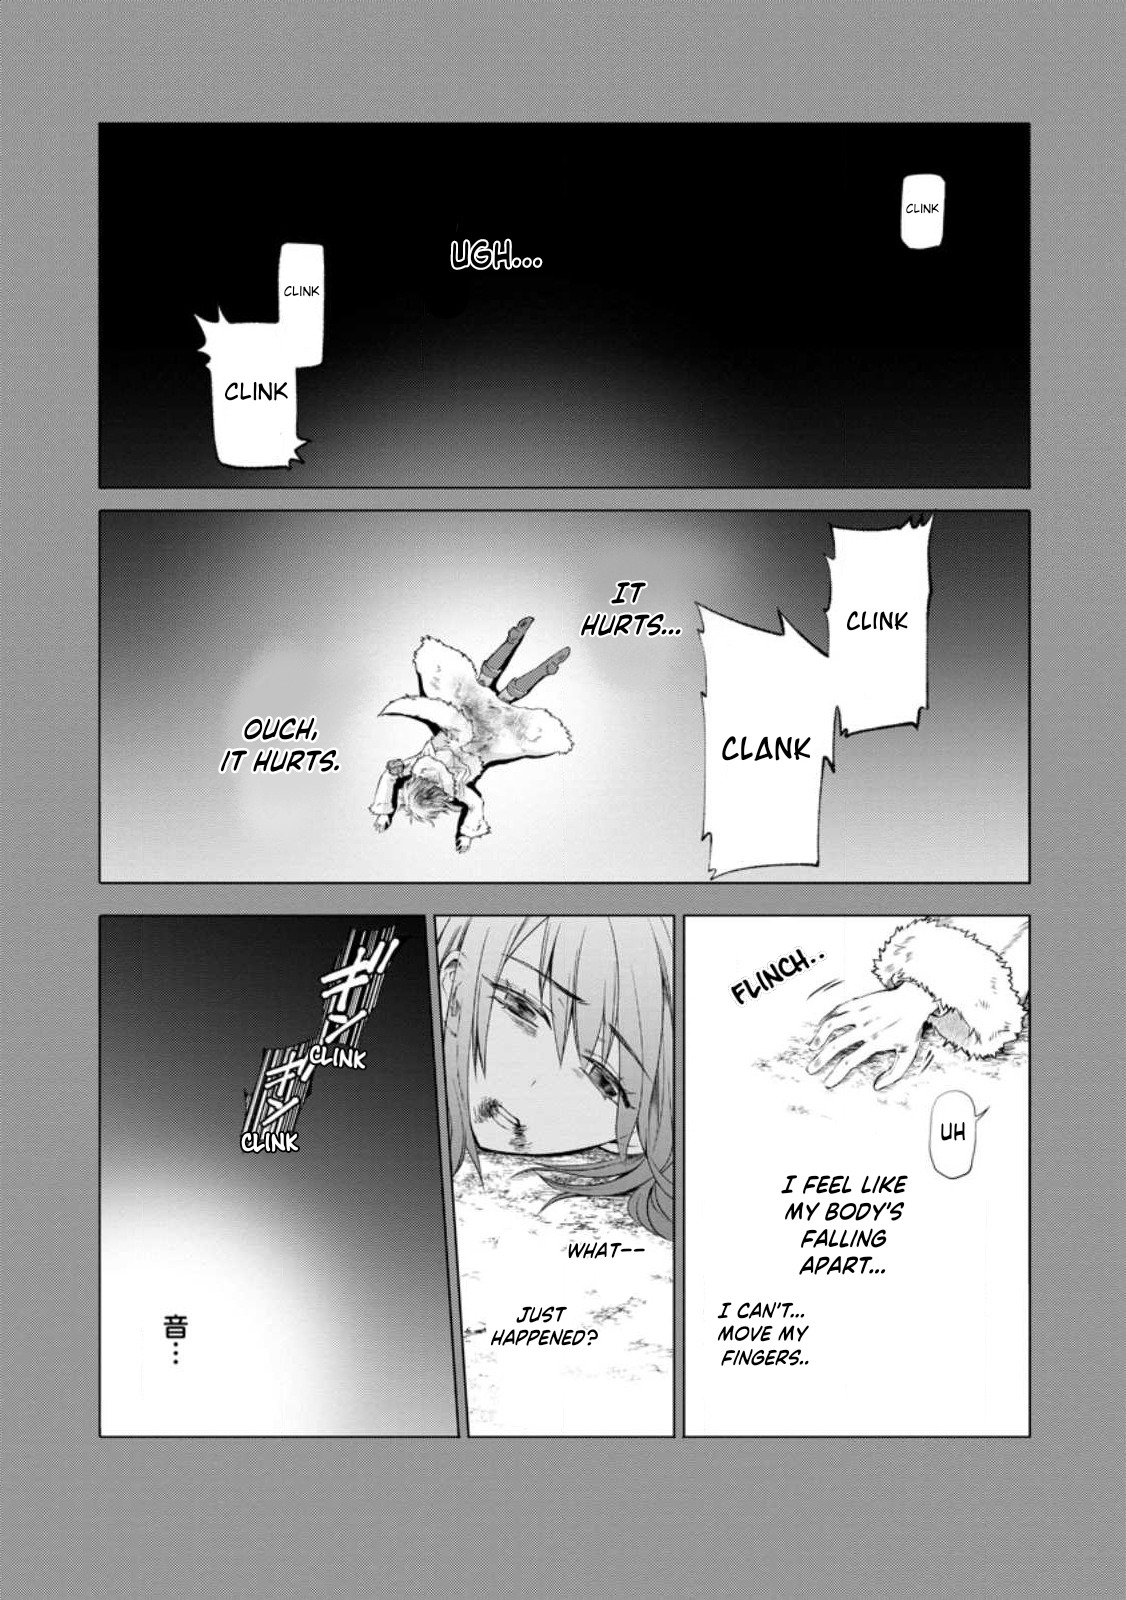 CLINK
UGH...
CLINK
CLINK
CLINK
CLANK
IT
HURTS...
OUCH,
IT HURTS.
FLINCH..
UH
I FEEL LIKE
MY BODY'S
FALLING
APART...
I CAN'T...
MOVE MY
FINGERS..
WHAT--
JUST
HAPPENED?
ギン
CLINK
ギン
CLINK
音…